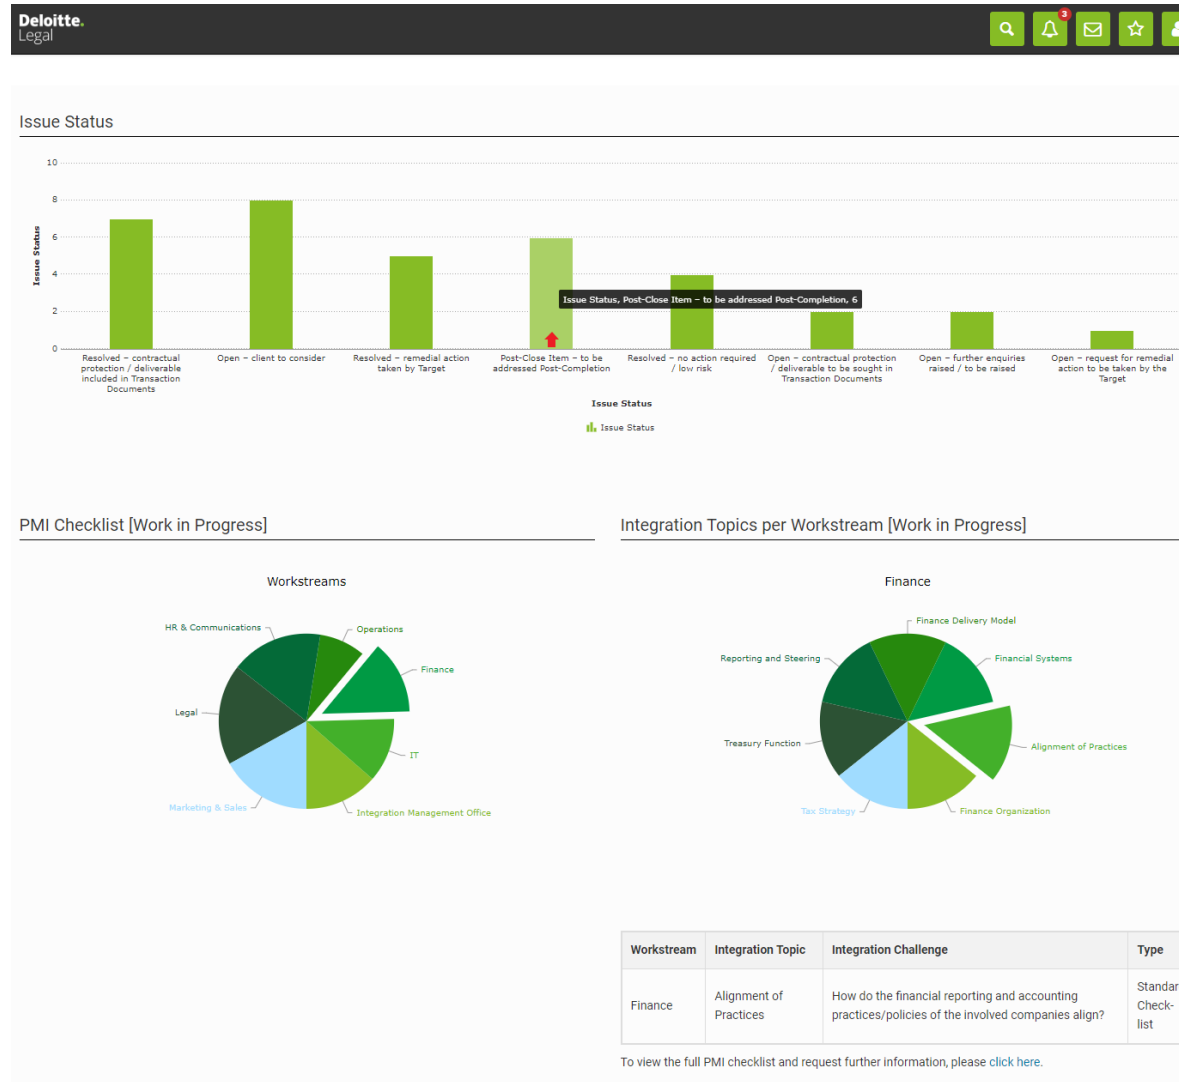 Deloitte.
Legal
3
Issue Status
10
8
6
4
2
0
Issue Status
Issue Status, Post-Close Item – to be addressed Post-Completion, 6
Resolved – contractual
protection / deliverable
included in Transaction
Documents
Open – client to consider
Resolved – remedial action
taken by Target
Post-Close Item – to be
addressed Post-Completion
Resolved – no action required
/ low risk
Open – contractual protection
/ deliverable to be sought in
Transaction Documents
Open – further enquiries
raised / to be raised
Open – request for remedial
action to be taken by the
Target
Issue Status
Issue Status
PMI Checklist [Work in Progress]
Workstreams
HR & Communications
Operations
Finance
Legal
IT
Marketing & Sales
Integration Management Office
Integration Topics per Workstream [Work in Progress]
Finance
Finance Delivery Model
Reporting and Steering
Financial Systems
Treasury Function
Alignment of Practices
Tax Strategy
Finance Organization
Workstream Integration Topic Integration Challenge Type
Finance
Alignment of
Practices
How do the financial reporting and accounting
practices/policies of the involved companies align?
Standar
Check-
list
To view the full PMI checklist and request further information, please click here.